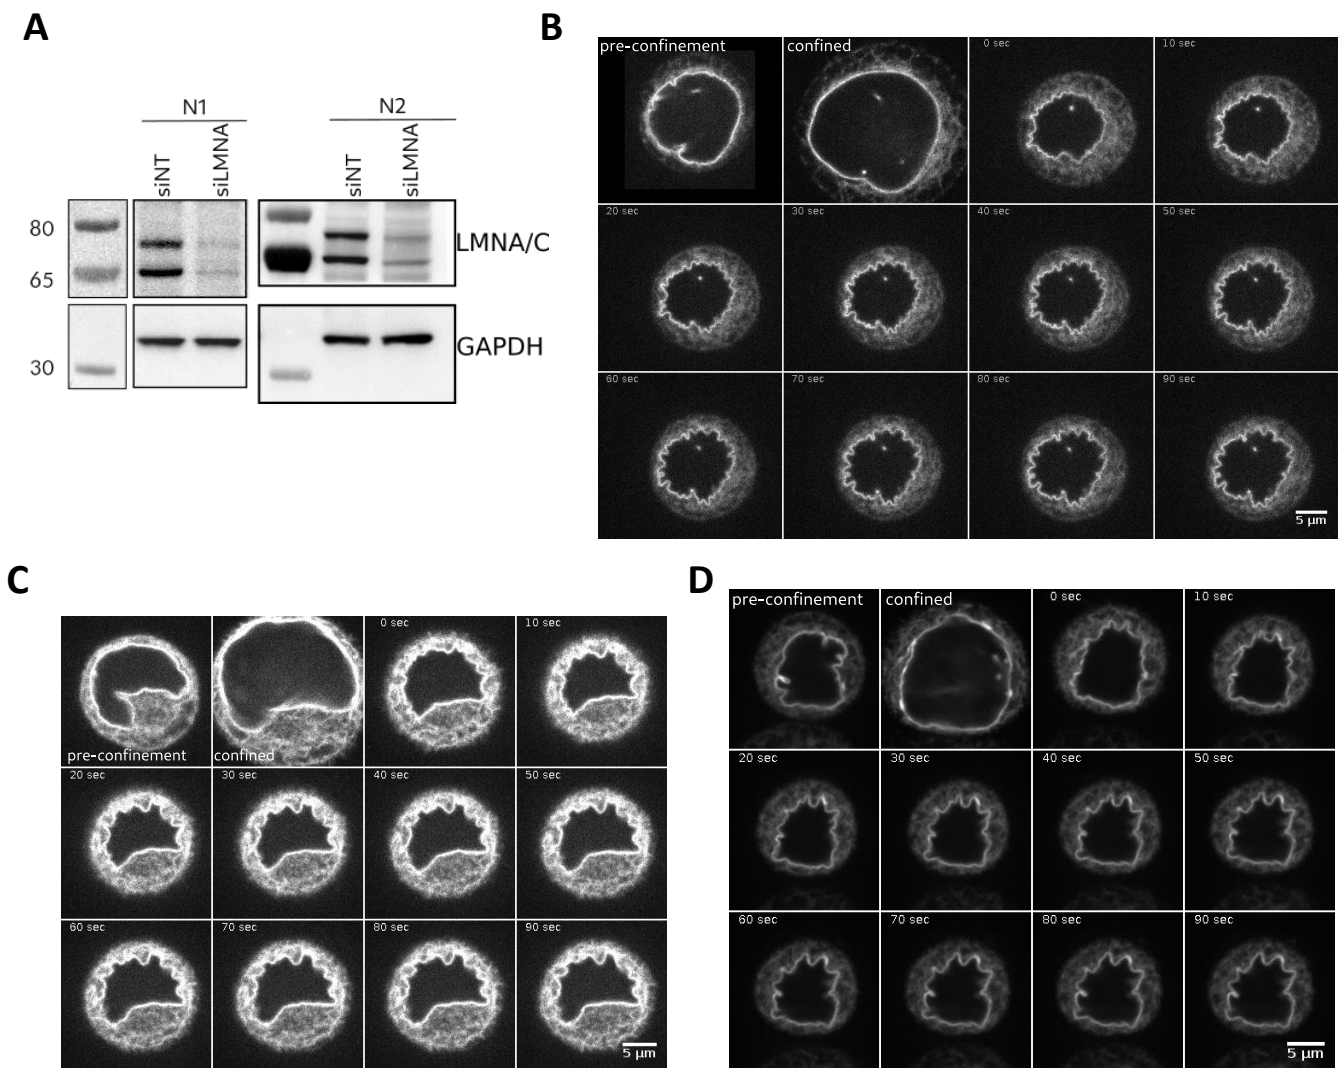 A
N1
N2
siNT
siLMNA
siNT
siLMNA
80
65
30
LMNA/C
GAPDH
B
pre-confinement
confined
0 sec
10 sec
20 sec
30 sec
40 sec
50 sec
60 sec
70 sec
80 sec
90 sec
5 µm
C
0 sec
10 sec
pre-confinement
confined
20 sec
30 sec
40 sec
50 sec
60 sec
70 sec
80 sec
90 sec
5 µm
D
pre-confinement
confined
0 sec
10 sec
20 sec
30 sec
40 sec
50 sec
60 sec
70 sec
80 sec
90 sec
5 µm